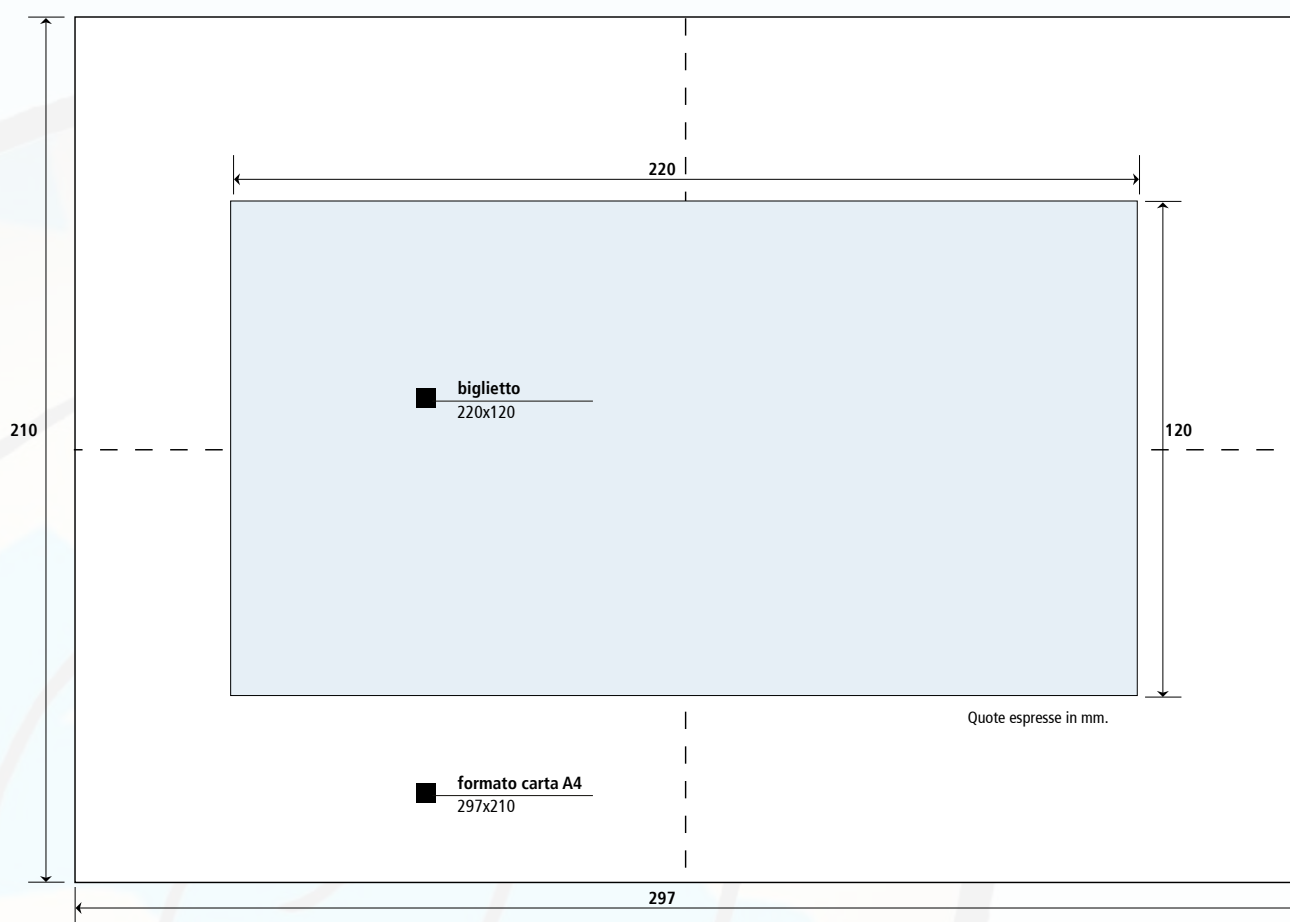 220
biglietto
220x120
210
120
Quote espresse in mm.
formato carta A4
297x210
297